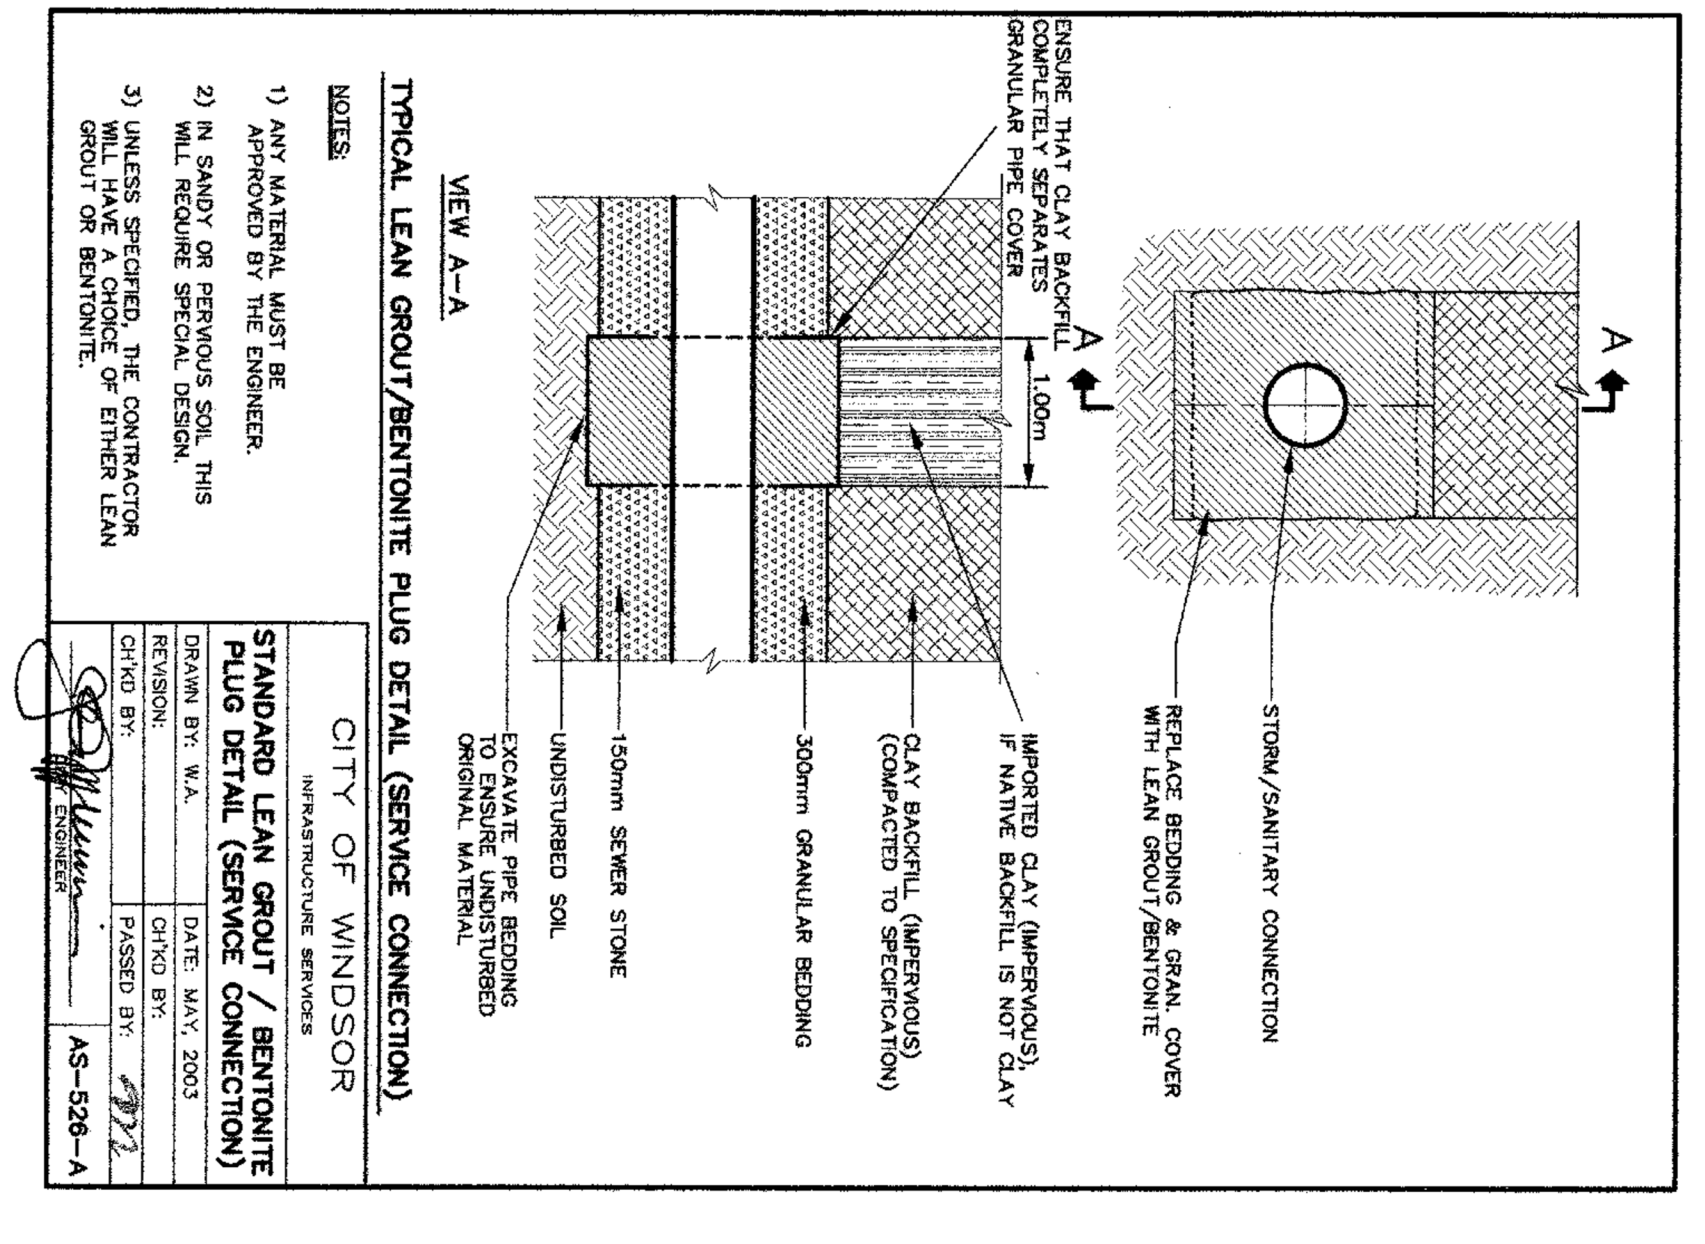 A
A
STORM/SANITARY CONNECTION
REPLACE BEDDING & GRAN. COVER
WITH LEAN GROUT/BENTONITE
ENSURE THAT CLAY BACKFILL
COMPLETELY SEPARATES
GRANULAR PIPE COVER
1.00m
IMPORTED CLAY (IMPERVIOUS),
IF NATIVE BACKFILL IS NOT CLAY
CLAY BACKFILL (IMPERVIOUS)
(COMPACTED TO SPECIFICATION)
300mm GRANULAR BEDDING
150mm SEWER STONE
UNDISTURBED SOIL
EXCAVATE PIPE BEDDING
TO ENSURE UNDISTURBED
ORIGINAL MATERIAL
VIEW A-A
TYPICAL LEAN GROUT/BENTONITE PLUG DETAIL (SERVICE CONNECTION)
NOTES:
1) ANY MATERIAL MUST BE
APPROVED BY THE ENGINEER.
2) IN SANDY OR PERVIOUS SOIL THIS
WILL REQUIRE SPECIAL DESIGN.
3) UNLESS SPECIFIED, THE CONTRACTOR
WILL HAVE A CHOICE OF EITHER LEAN
GROUT OR BENTONITE.
CITY OF WINDSOR
INFRASTRUCTURE SERVICES
STANDARD LEAN GROUT / BENTONITE
PLUG DETAIL (SERVICE CONNECTION)
DRAWN BY: W.A.
DATE: MAY, 2003
REVISION:
CH'KD BY:
CH'KD BY:
PASSED BY:
ENGINEER
AS-526-A